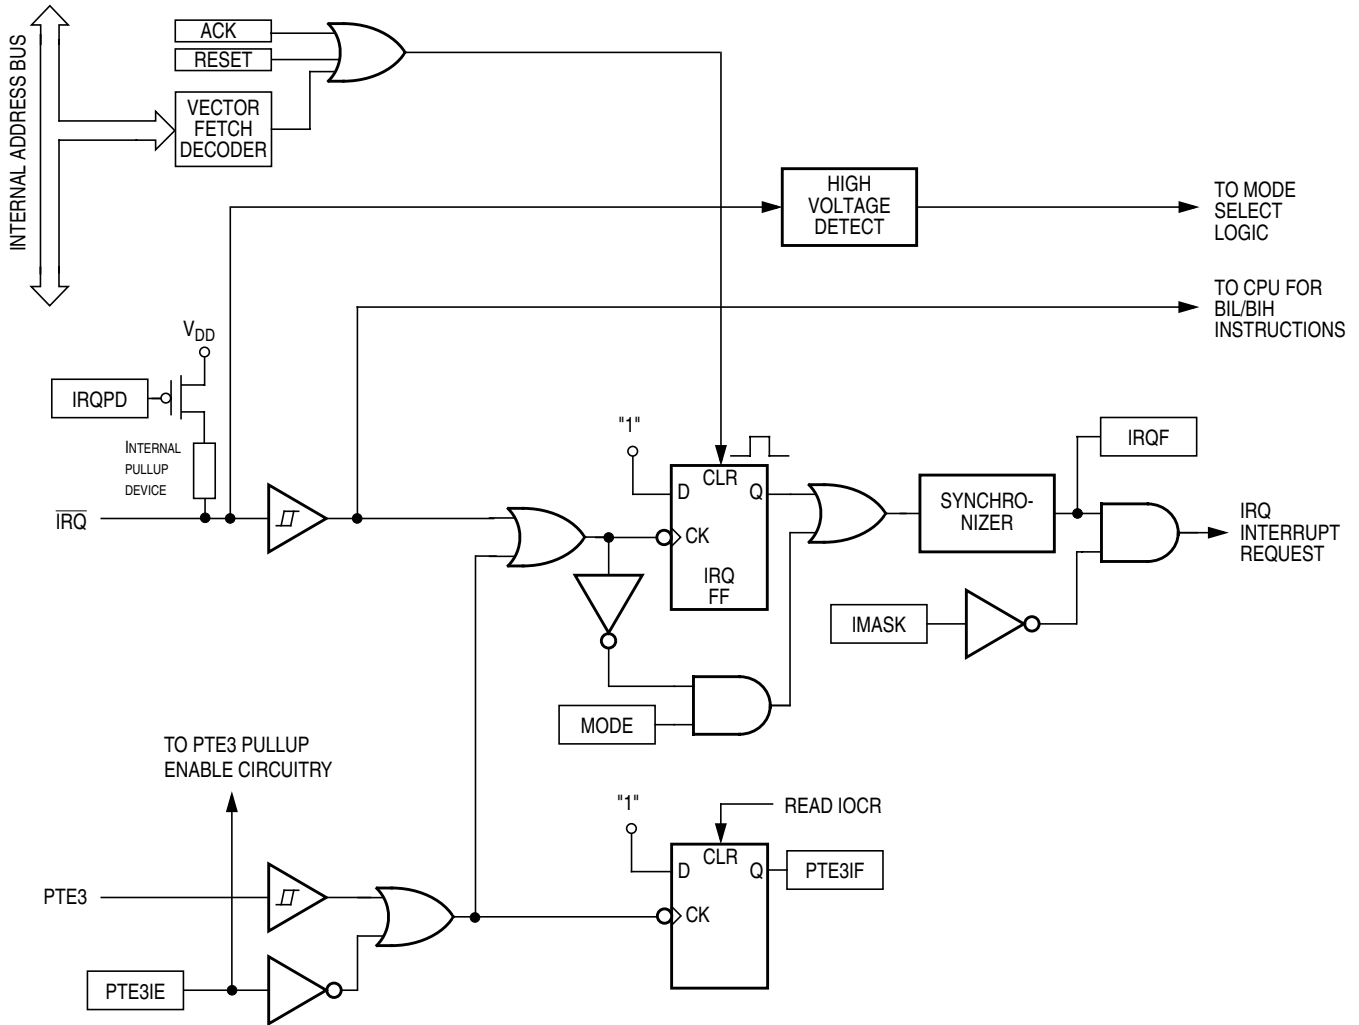 INTERNAL ADDRESS BUS
ACK
RESET
VECTOR
FETCH
DECODER
HIGH
VOLTAGE
DETECT
TO MODE
SELECT
LOGIC
TO CPU FOR
BIL/BIH
INSTRUCTIONS
VDD
IRQPD
INTERNAL
PULLUP
DEVICE
IRQ
"1"
D
CLR
Q
CK
IRQ
FF
SYNCHRO-
NIZER
IRQF
IRQ
INTERRUPT
REQUEST
IMASK
MODE
TO PTE3 PULLUP
ENABLE CIRCUITRY
"1"
READ IOCR
D
CLR
Q
CK
PTE3IF
PTE3
PTE3IE